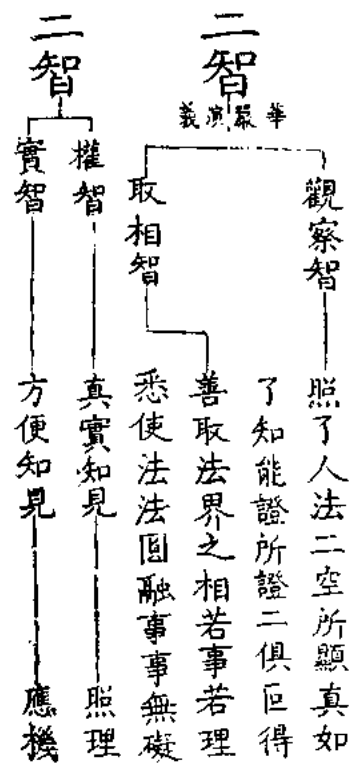 二智
華嚴演義
觀察智
照了人法二空所顯真如
了知能證所證二俱叵得
取相智
善取法界之相若事若理
悉使法法圓融事事無礙
二智
權智
真實知見
照理
實智
方便知見
應機